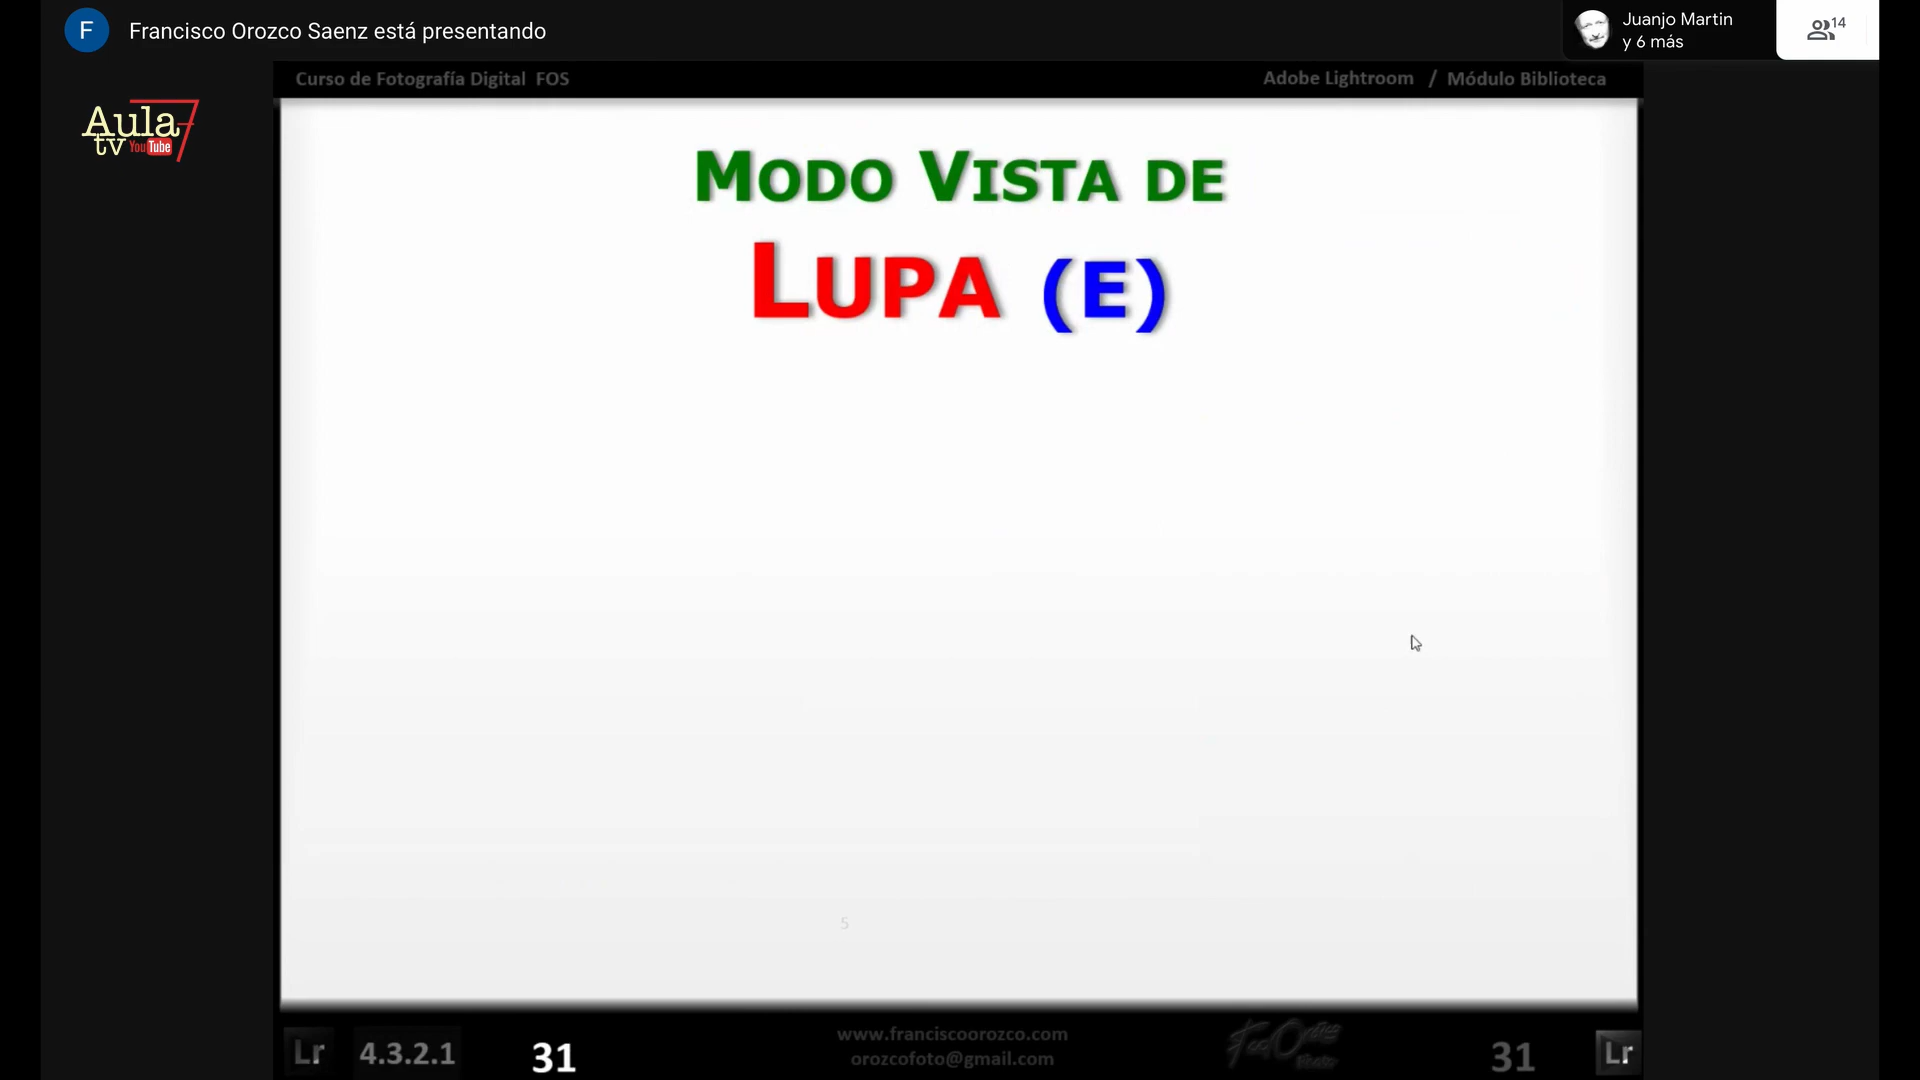 F Francisco Orozco Saenz está presentando
Juanjo Martin
y 6 más
14
Curso de Fotografía Digital FOS
Adobe Lightroom / Módulo Biblioteca
Aula 7
tv YouTube
MODO VISTA DE
LUPA (E)
5
Lr 4.3.2.1 31
www.franciscoorozco.com
orozcofoto@gmail.com
31 Lr